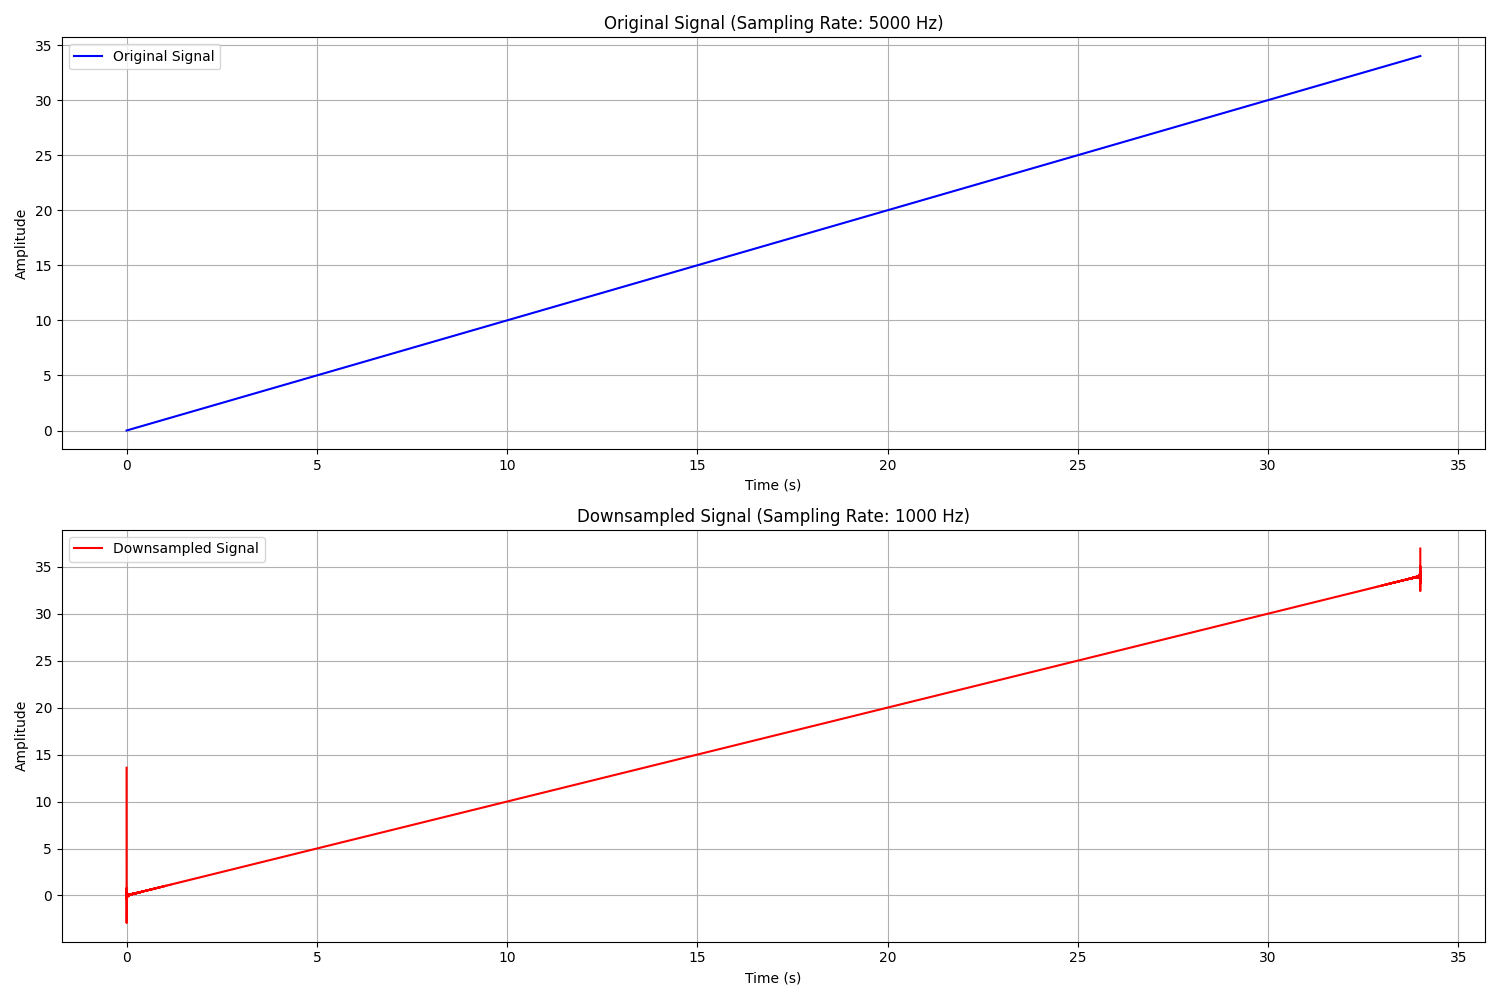 Original Signal (Sampling Rate: 5000 Hz)
Original Signal
35
30
25
20
15
10
5
0
Amplitude
0 5 10 15 20 25 30 35
Time (s)
Downsampled Signal (Sampling Rate: 1000 Hz)
Downsampled Signal
35
30
25
20
15
10
5
0
Amplitude
0 5 10 15 20 25 30 35
Time (s)